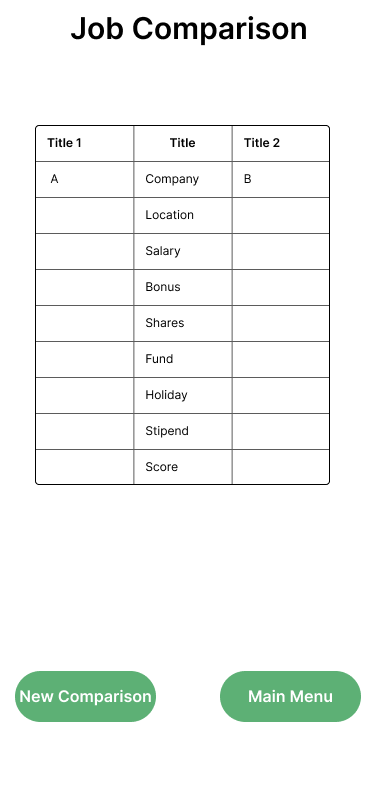 Job Comparison
Title 1 Title Title 2
A Company B
Location
Salary
Bonus
Shares
Fund
Holiday
Stipend
Score
New Comparison Main Menu